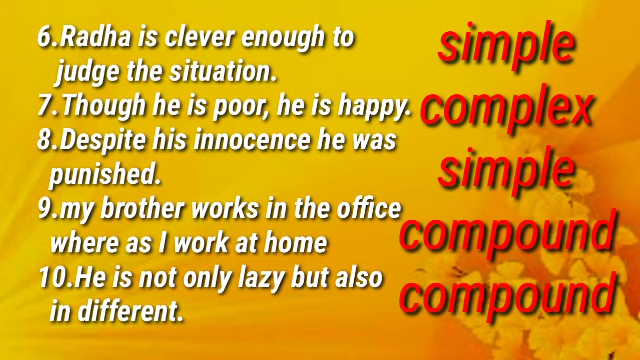 6.Radha is clever enough to
judge the situation.
simple
7.Though he is poor, he is happy.
complex
8.Despite his innocence he was
punished.
simple
9.my brother works in the office
where as I work at home
compound
10.He is not only lazy but also
in different.
compound